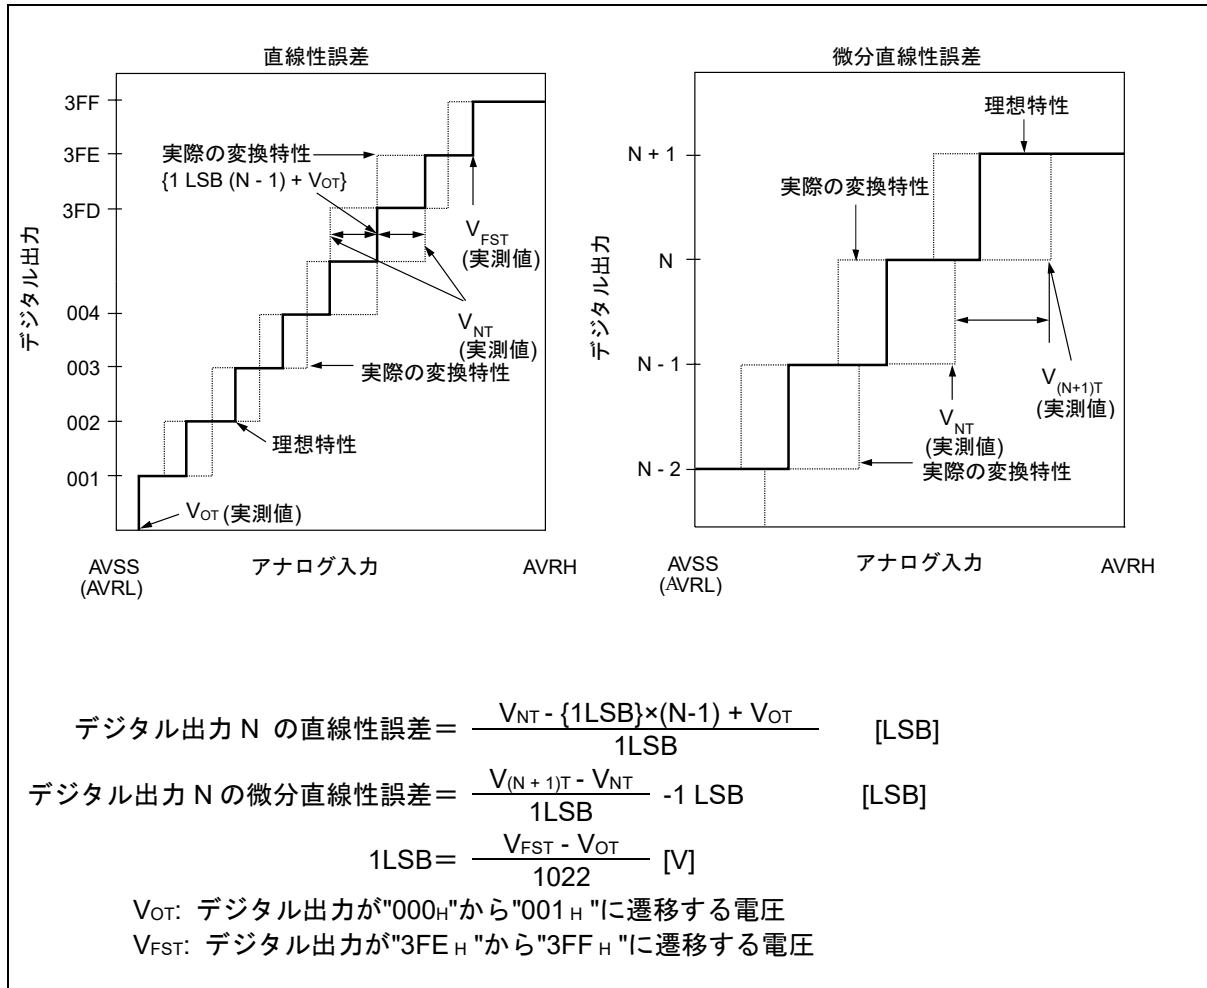 直線性誤差
3FF
3FE
3FD
004
003
002
001
デジタル出力
実際の変換特性
{1 LSB (N - 1) + VOT}
VFST
(実測値)
VNT
(実測値)
実際の変換特性
理想特性
VOT (実測値)
AVSS
(AVRL)
アナログ入力
AVRH
微分直線性誤差
N + 1
N
N - 1
N - 2
デジタル出力
理想特性
実際の変換特性
V(N+1)T
(実測値)
VNT
(実測値)
実際の変換特性
AVSS
(AVRL)
アナログ入力
AVRH
デジタル出力 N の直線性誤差＝ VNT - {1LSB}×(N-1) + VOT
1LSB
[LSB]
デジタル出力 N の微分直線性誤差＝ V(N + 1)T - VNT
1LSB
-1 LSB [LSB]
1LSB＝ VFST - VOT
1022
[V]
VOT: デジタル出力が"000H"から"001 H "に遷移する電圧
VFST: デジタル出力が"3FE H "から"3FF H "に遷移する電圧